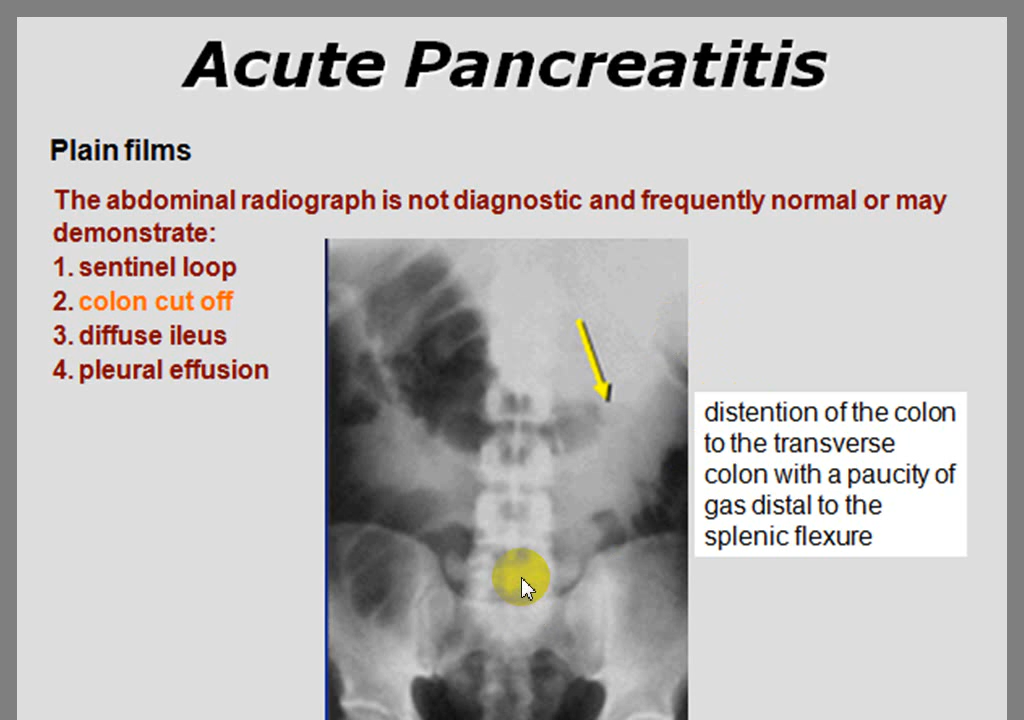 Acute Pancreatitis
Plain films
The abdominal radiograph is not diagnostic and frequently normal or may
demonstrate:
1. sentinel loop
2. colon cut off
3. diffuse ileus
4. pleural effusion
distention of the colon
to the transverse
colon with a paucity of
gas distal to the
splenic flexure